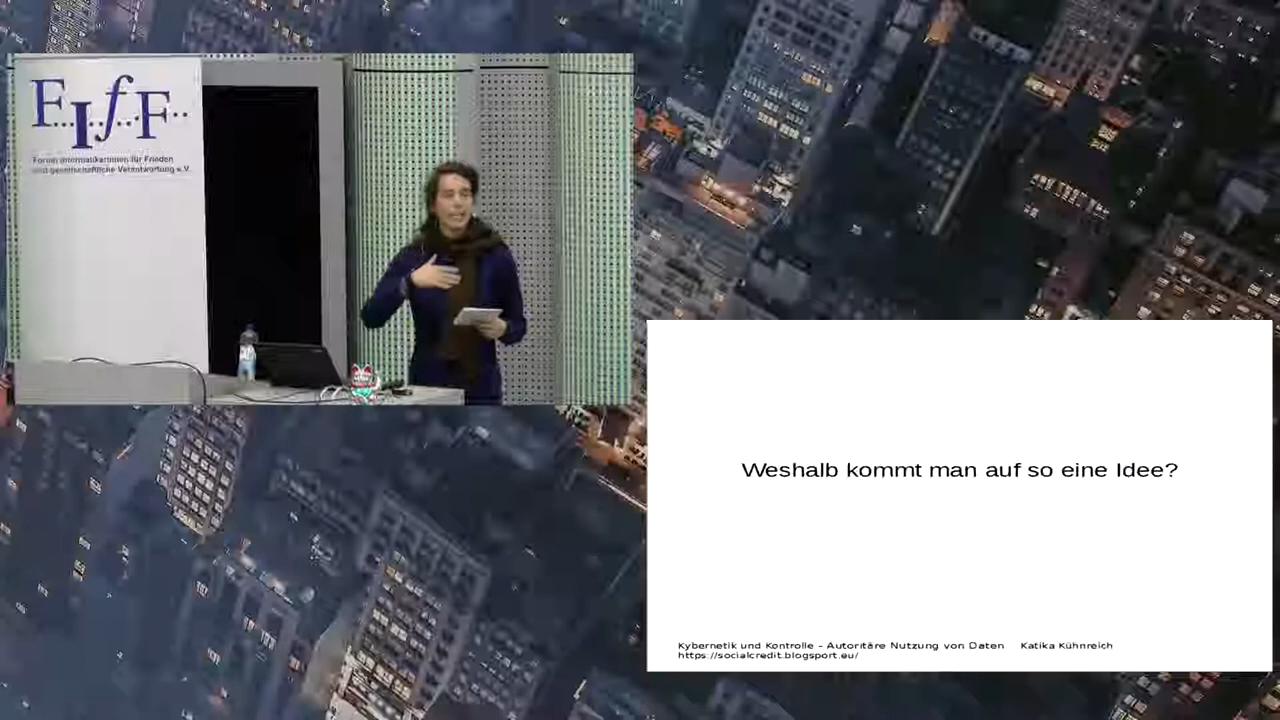 FIfF
Forum InformatikerInnen für Frieden
und gesellschaftliche Verantwortung e.V.
Weshalb kommt man auf so eine Idee?
Kybernetik und Kontrolle - Autoritäre Nutzung von Daten Katika Kühnreich
https://socialcredit.blogsport.eu/